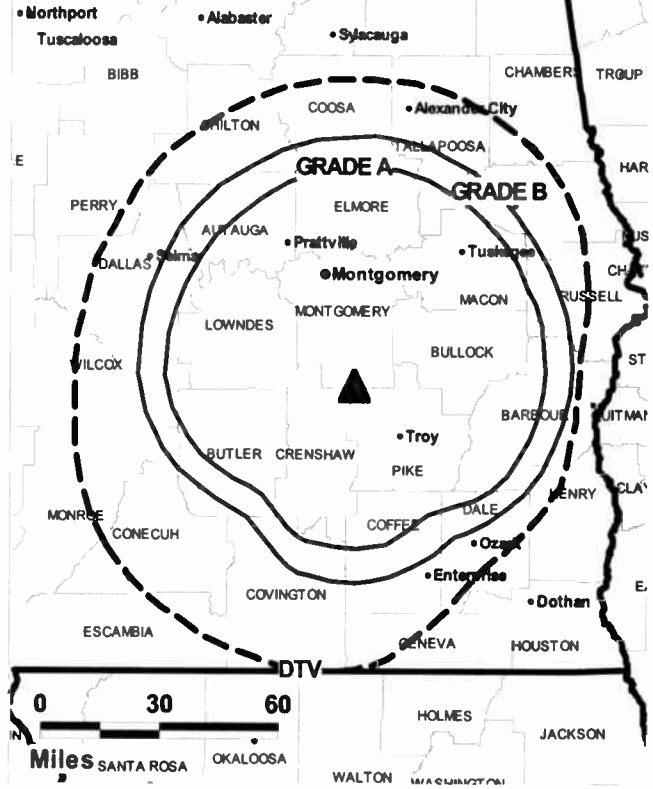 Northport
Alabaster
Tuscaloosa
Sylacauga
BIBB
CHAMBERS
TROUP
COOSA
Alexander City
CHILTON
TALLAPOOSA
E
GRADE A
HAR
GRADE B
PERRY
ELMORE
AUTAUGA
Prattville
Selma
Tuskegee
DALLAS
Montgomery
MACON
RUSSELL
MONTGOMERY
LOWNDES
BULLOCK
ST
WILCOX
BARBOUR
UITMAN
Troy
BUTLER
CRENSHAW
PIKE
CLAY
HENRY
MONROE
DALE
COFFEE
CONECUH
Ozark
Enterprise
COVINGTON
Dothan
ESCAMBIA
GENEVA
HOUSTON
DTV
0 30 60
Miles
HOLMES
JACKSON
SANTA ROSA
OKALOOSA
WALTON
WASHINGTON